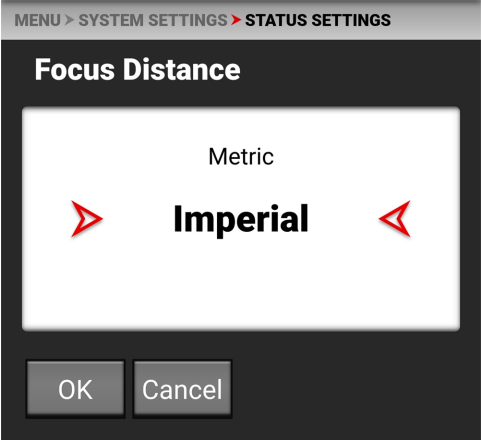 MENU > SYSTEM SETTINGS > STATUS SETTINGS
Focus Distance
Metric
Imperial
OK Cancel